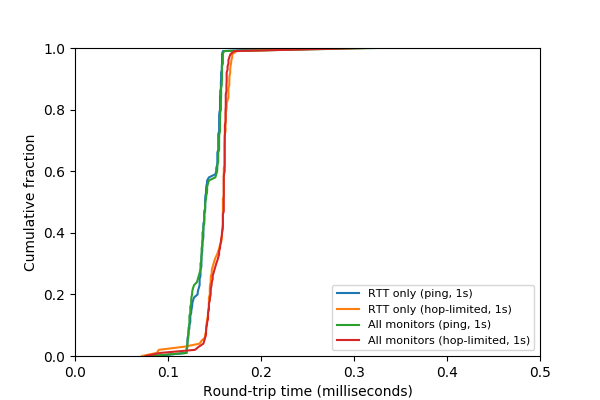 1.0
0.8
0.6
0.4
0.2
0.0
Cumulative fraction
0.0 0.1 0.2 0.3 0.4 0.5
Round-trip time (milliseconds)
RTT only (ping, 1s)
RTT only (hop-limited, 1s)
All monitors (ping, 1s)
All monitors (hop-limited, 1s)